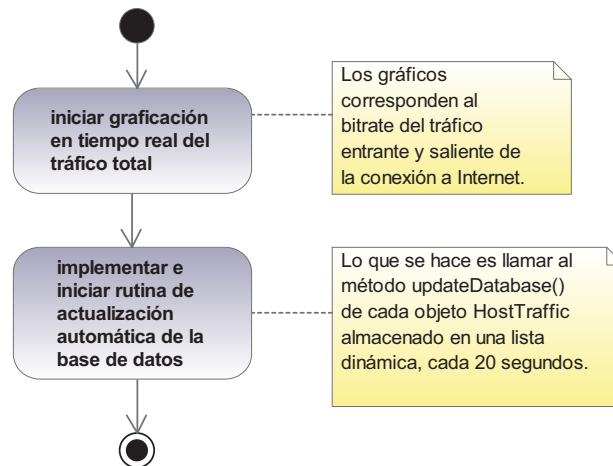 iniciar graficación
en tiempo real del
tráfico total
Los gráficos
corresponden al
bitrate del tráfico
entrante y saliente de
la conexión a Internet.
implementar e
iniciar rutina de
actualización
automática de la
base de datos
Lo que se hace es llamar al
método updateDatabase()
de cada objeto HostTraffic
almacenado en una lista
dinámica, cada 20 segundos.